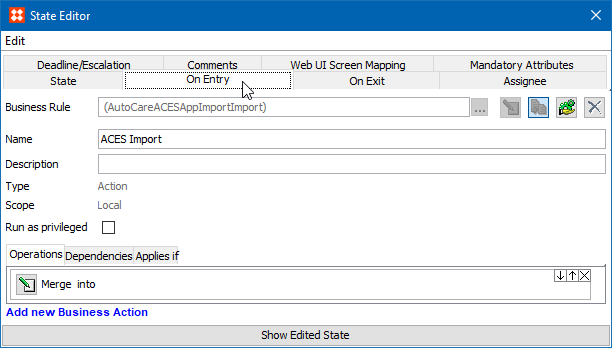 State Editor
Edit
Deadline/Escalation Comments Web UI Screen Mapping Mandatory Attributes
State On Entry On Exit Assignee
Business Rule (AutoCareACESAppImportImport) ...
Name ACES Import
Description
Type Action
Scope Local
Run as privileged
Operations Dependencies Applies if
Merge into
Add new Business Action
Show Edited State